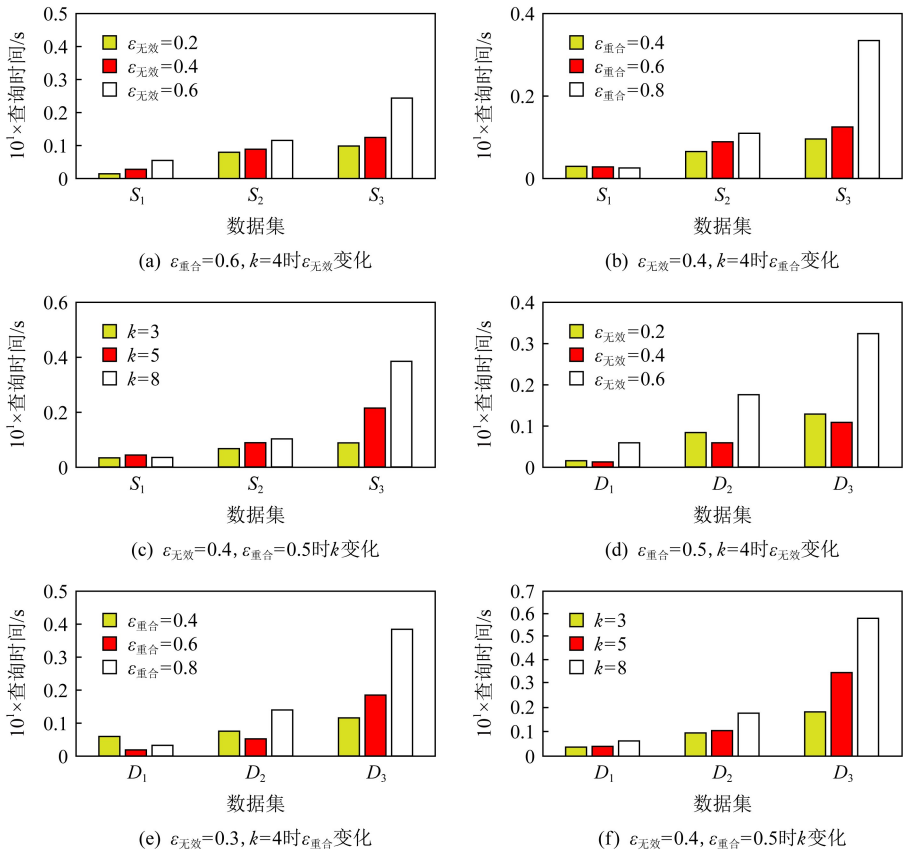 10¹×查询时间/s
0.5
0.4
0.3
0.2
0.1
0
ε无效=0.2
ε无效=0.4
ε无效=0.6
S₁ S₂ S₃
数据集
(a) ε重合=0.6, k=4时ε无效变化
10¹×查询时间/s
0.4
0.2
0
ε重合=0.4
ε重合=0.6
ε重合=0.8
S₁ S₂ S₃
数据集
(b) ε无效=0.4, k=4时ε重合变化
10¹×查询时间/s
0.6
0.4
0.2
0
k=3
k=5
k=8
S₁ S₂ S₃
数据集
(c) ε无效=0.4, ε重合=0.5时k变化
10¹×查询时间/s
0.4
0.3
0.2
0.1
0
ε无效=0.2
ε无效=0.4
ε无效=0.6
D₁ D₂ D₃
数据集
(d) ε重合=0.5, k=4时ε无效变化
10¹×查询时间/s
0.5
0.4
0.3
0.2
0.1
0
ε重合=0.4
ε重合=0.6
ε重合=0.8
D₁ D₂ D₃
数据集
(e) ε无效=0.3, k=4时ε重合变化
10¹×查询时间/s
0.7
0.6
0.5
0.4
0.3
0.2
0.1
0
k=3
k=5
k=8
D₁ D₂ D₃
数据集
(f) ε无效=0.4, ε重合=0.5时k变化